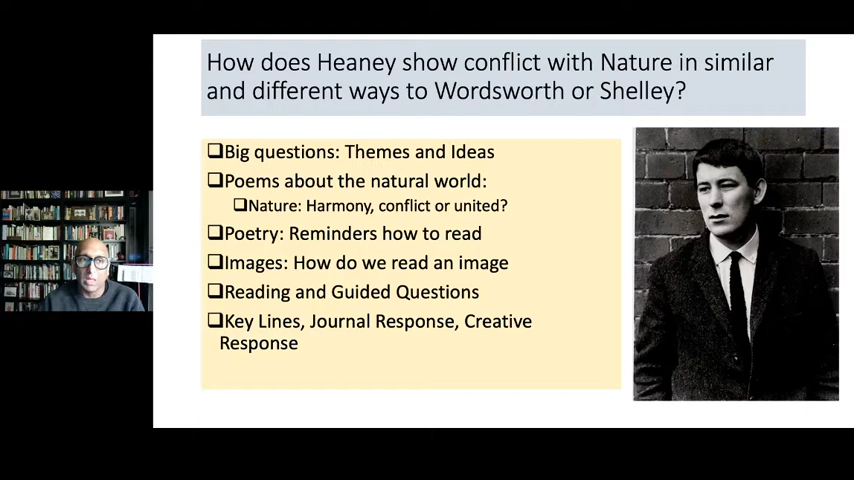 How does Heaney show conflict with Nature in similar
and different ways to Wordsworth or Shelley?
❑Big questions: Themes and Ideas
❑Poems about the natural world:
❑Nature: Harmony, conflict or united?
❑Poetry: Reminders how to read
❑Images: How do we read an image
❑Reading and Guided Questions
❑Key Lines, Journal Response, Creative
Response